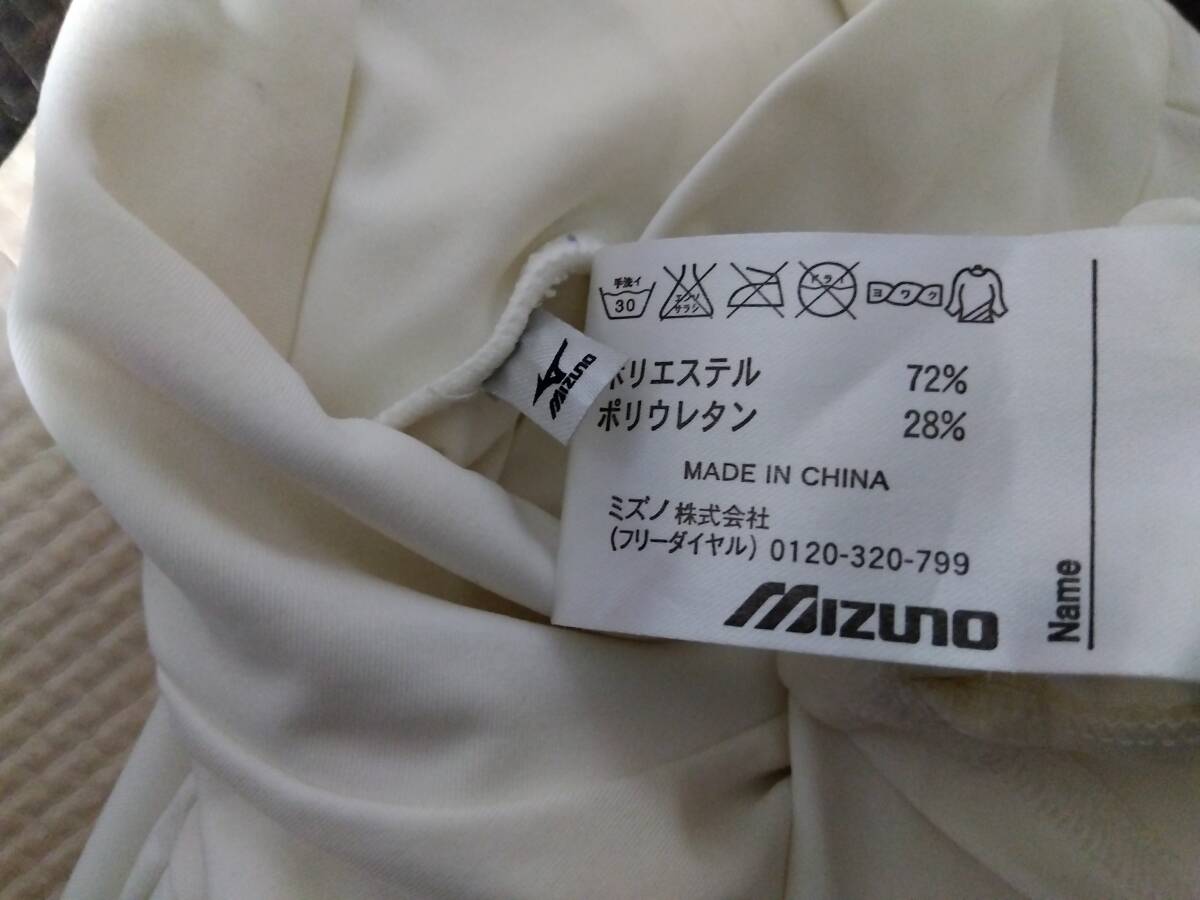 手洗イ
30
エンソ
サラシ
ドライ
ヨワク
MIZUNO
ポリエステル 72%
ポリウレタン 28%
MADE IN CHINA
ミズノ 株式会社
(フリーダイヤル) 0120-320-799
MIZUNO
Name